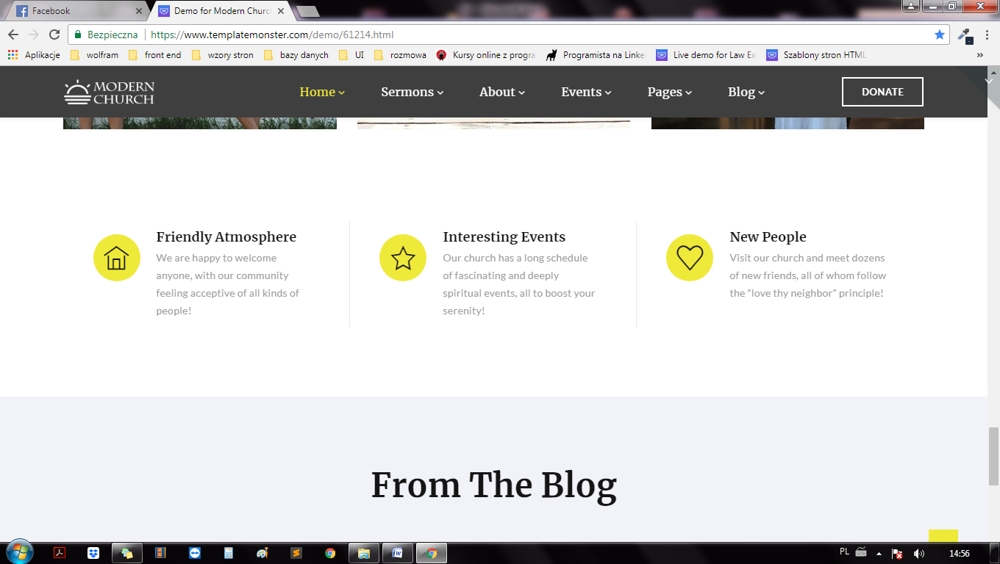 Facebook
Demo for Modern Churc
Bezpieczna
https://www.templatemonster.com/demo/61214.html
Aplikacje wolfram front end wzory stron bazy danych UI rozmowa Kursy online z progra Programista na Linke Live demo for Law Ex Szablony stron HTML »
MODERN
CHURCH
Home Sermons About Events Pages Blog DONATE
Friendly Atmosphere
We are happy to welcome
anyone, with our community
feeling acceptive of all kinds of
people!
Interesting Events
Our church has a long schedule
of fascinating and deeply
spiritual events, all to boost your
serenity!
New People
Visit our church and meet dozens
of new friends, all of whom follow
the “love thy neighbor” principle!
From The Blog
PL 14:56